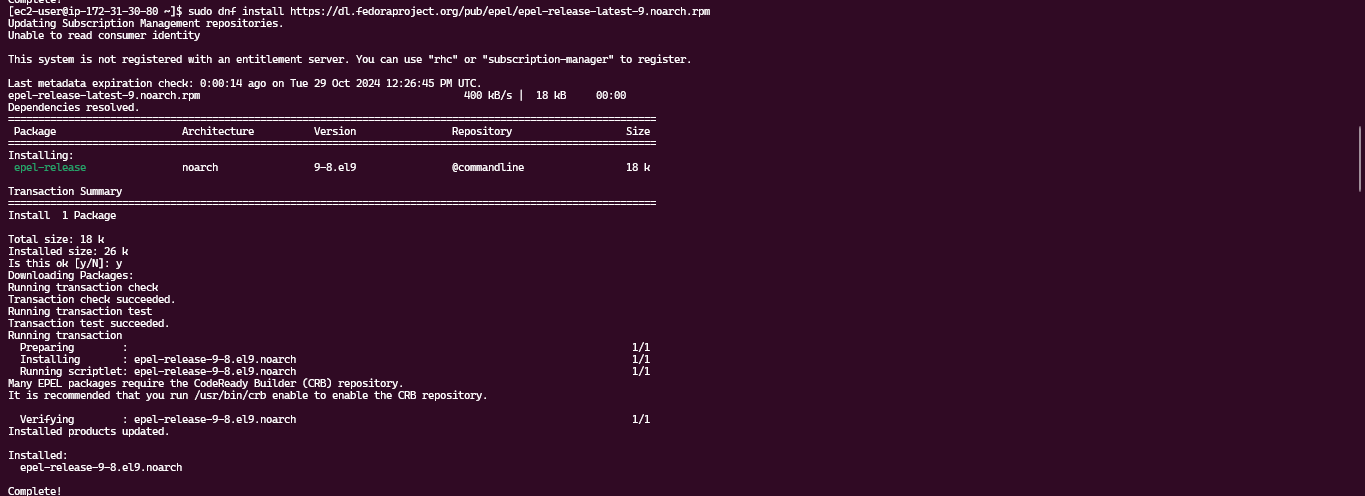 Complete!
[ec2-user@ip-172-31-30-80 ~]$ sudo dnf install https://dl.fedoraproject.org/pub/epel/epel-release-latest-9.noarch.rpm
Updating Subscription Management repositories.
Unable to read consumer identity
This system is not registered with an entitlement server. You can use "rhc" or "subscription-manager" to register.
Last metadata expiration check: 0:00:14 ago on Tue 29 Oct 2024 12:26:45 PM UTC.
epel-release-latest-9.noarch.rpm 400 kB/s | 18 kB 00:00
Dependencies resolved.
Package Architecture Version Repository Size
Installing:
epel-release noarch 9-8.el9 @commandline 18 k
Transaction Summary
Install 1 Package
Total size: 18 k
Installed size: 26 k
Is this ok [y/N]: y
Downloading Packages:
Running transaction check
Transaction check succeeded.
Running transaction test
Transaction test succeeded.
Running transaction
Preparing : 1/1
Installing : epel-release-9-8.el9.noarch 1/1
Running scriptlet: epel-release-9-8.el9.noarch 1/1
Many EPEL packages require the CodeReady Builder (CRB) repository.
It is recommended that you run /usr/bin/crb enable to enable the CRB repository.
Verifying : epel-release-9-8.el9.noarch 1/1
Installed products updated.
Installed:
epel-release-9-8.el9.noarch
Complete!